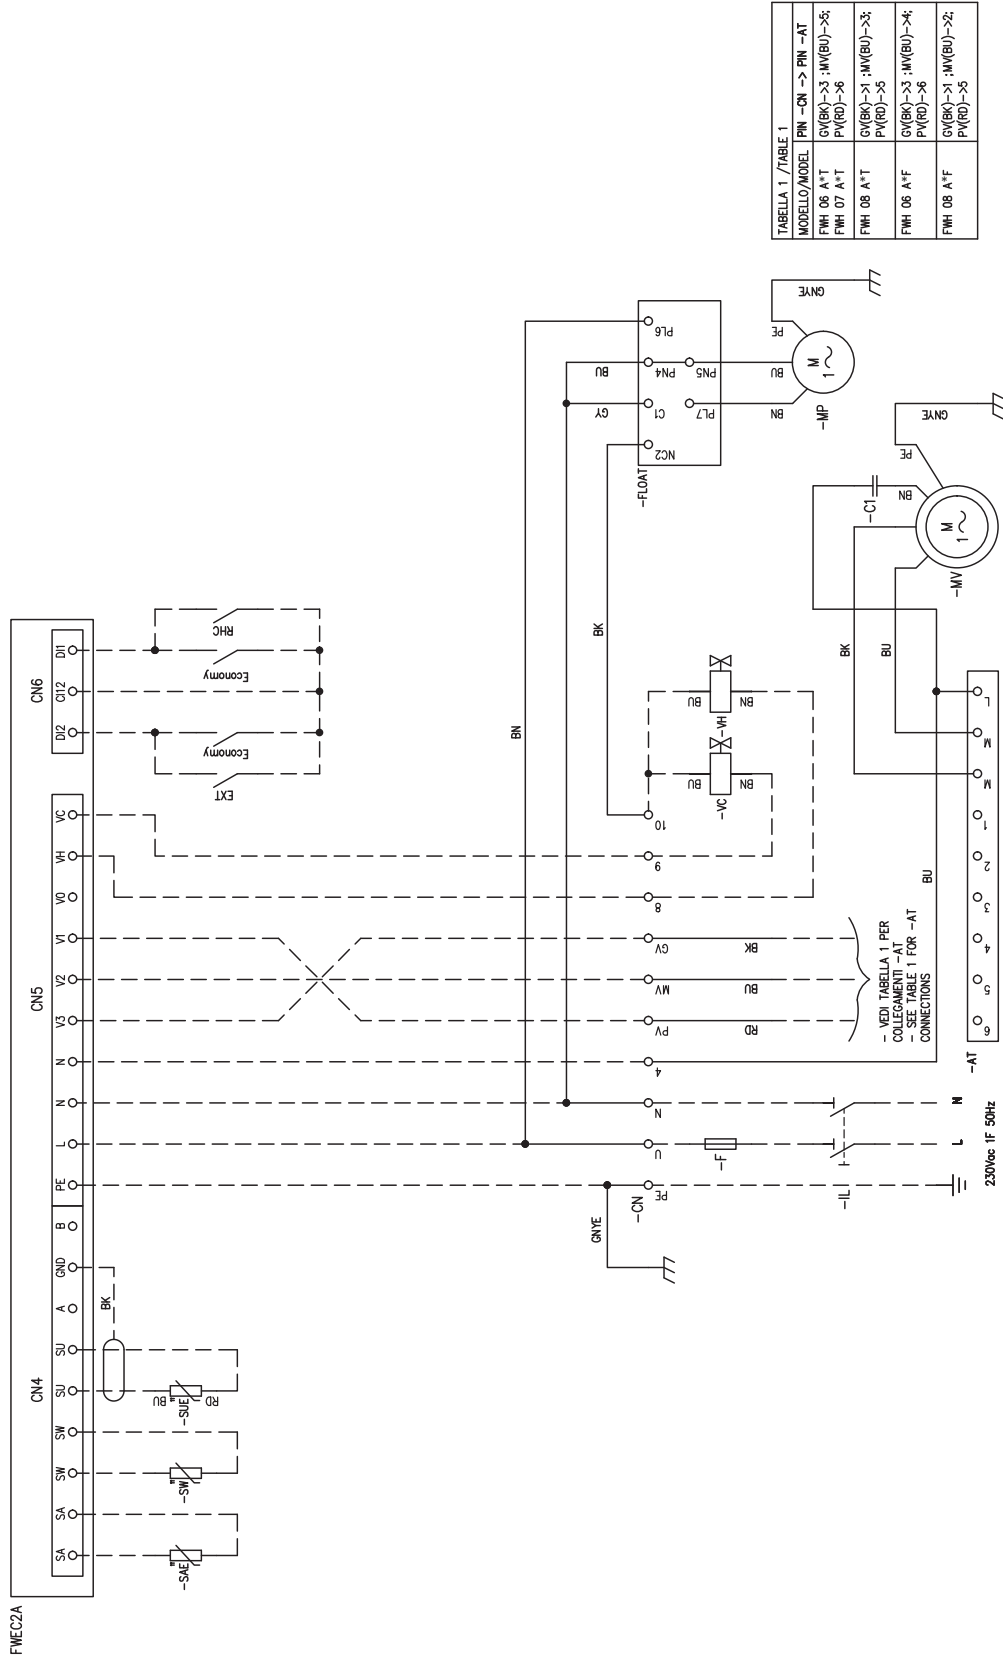 FWEC2A
CN4
CN5
CN6
SA
SA
SW
SW
SU
SU
A
GND
B
PE
L
N
N
V3
V2
V1
V0
VH
VC
DI2
CI12
DI1
-SAE
-SW
-SUE
BU
RD
BK
EXT
Economy
Economy
RHC
GNYE
-CN
PE
U
N
4
PV
MV
GV
8
9
10
BN
BK
RD
BU
BK
-VC
BU
BN
-VH
BU
BN
-FLOAT
NC2
C1
PN4
PL6
PL7
PN5
GY
BU
BN
BU
PE
GNYE
-MP
M
1
-F
-IL
L
N
230Vac 1F 50Hz
- VEDI TABELLA 1 PER
COLLEGAMENTI -AT
- SEE TABLE 1 FOR -AT
CONNECTIONS
BU
BK
BU
-AT
6
5
4
3
2
1
M
M
L
-MV
M
1
-C1
BN
PE
GNYE
TABELLA 1 /TABLE 1
MODELLO/MODEL
PIN -CN -> PIN -AT
FWH 06 A*T
FWH 07 A*T
GV(BK)->3 ;MV(BU)->5;
PV(RD)->6
FWH 08 A*T
GV(BK)->1 ;MV(BU)->3;
PV(RD)->5
FWH 06 A*F
GV(BK)->3 ;MV(BU)->4;
PV(RD)->6
FWH 08 A*F
GV(BK)->1 ;MV(BU)->2;
PV(RD)->5